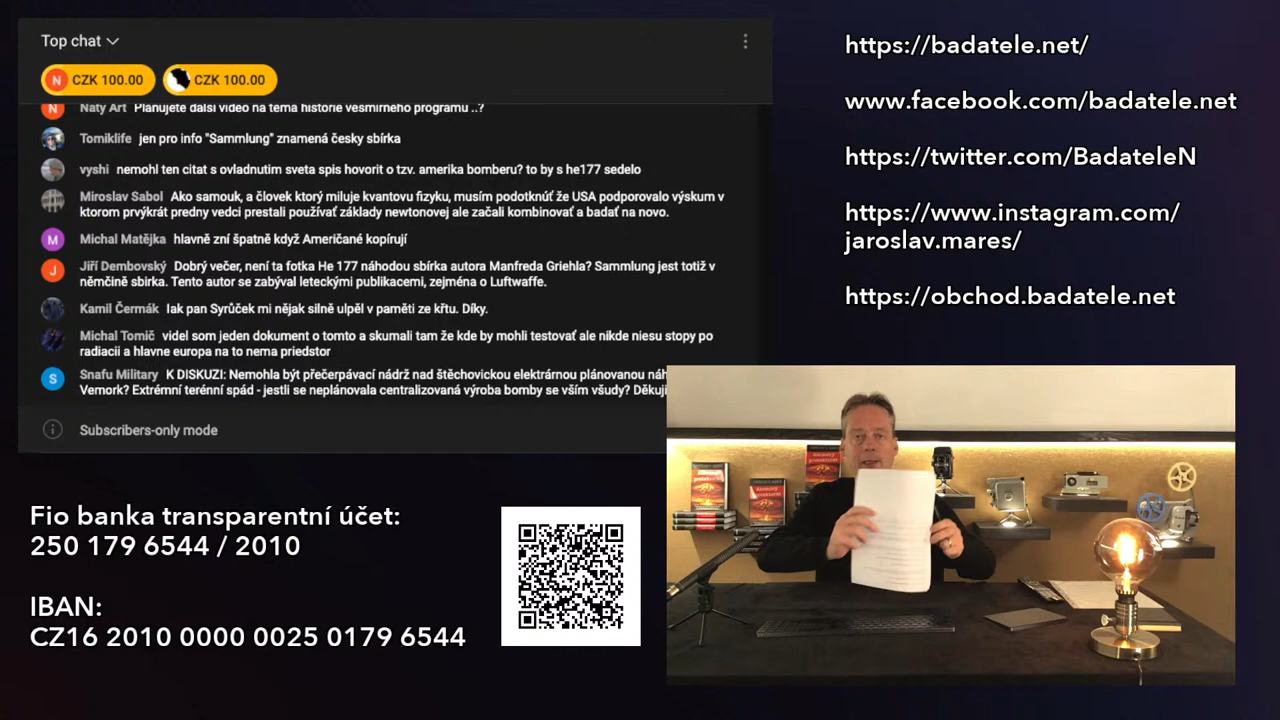 Top chat
N CZK 100.00 CZK 100.00
N Naty Art Planujete další video na téma historie vesmírného programu ..?
Tomiklife jen pro info "Sammlung" znamená česky sbírka
vyshi nemohl ten citat s ovladnutim sveta spis hovorit o tzv. amerika bomberu? to by s he177 sedelo
Miroslav Sabol Ako samouk, a človek ktorý miluje kvantovu fyziku, musím podotknúť že USA podporovalo výskum v
ktorom prvýkrát predny vedci prestali používať základy newtonovej ale začali kombinovať a badať na novo.
M Michal Matějka hlavně zní špatně když Američané kopírují
J Jiří Dembovský Dobrý večer, není ta fotka He 177 náhodou sbírka autora Manfreda Griehla? Sammlung jest totiž v
němčině sbirka. Tento autor se zabýval leteckými publikacemi, zejména o Luftwaffe.
Kamil Čermák Iak pan Syrůček mi nějak silně ulpěl v paměti ze křtu. Díky.
Michal Tomič videl som jeden dokument o tomto a skumali tam že kde by mohli testovať ale nikde niesu stopy po
radiacii a hlavne europa na to nema priedstor
S Snafu Military K DISKUZI: Nemohla být přečerpávací nádrž nad štěchovickou elektrárnou plánovanou náh
Vemork? Extrémní terénní spád - jestli se neplánovala centralizovaná výroba bomby se vším všudy? Děkuji
Subscribers-only mode
https://badatele.net/
www.facebook.com/badatele.net
https://twitter.com/BadateleN
https://www.instagram.com/
jaroslav.mares/
https://obchod.badatele.net
Fio banka transparentní účet:
250 179 6544 / 2010
IBAN:
CZ16 2010 0000 0025 0179 6544